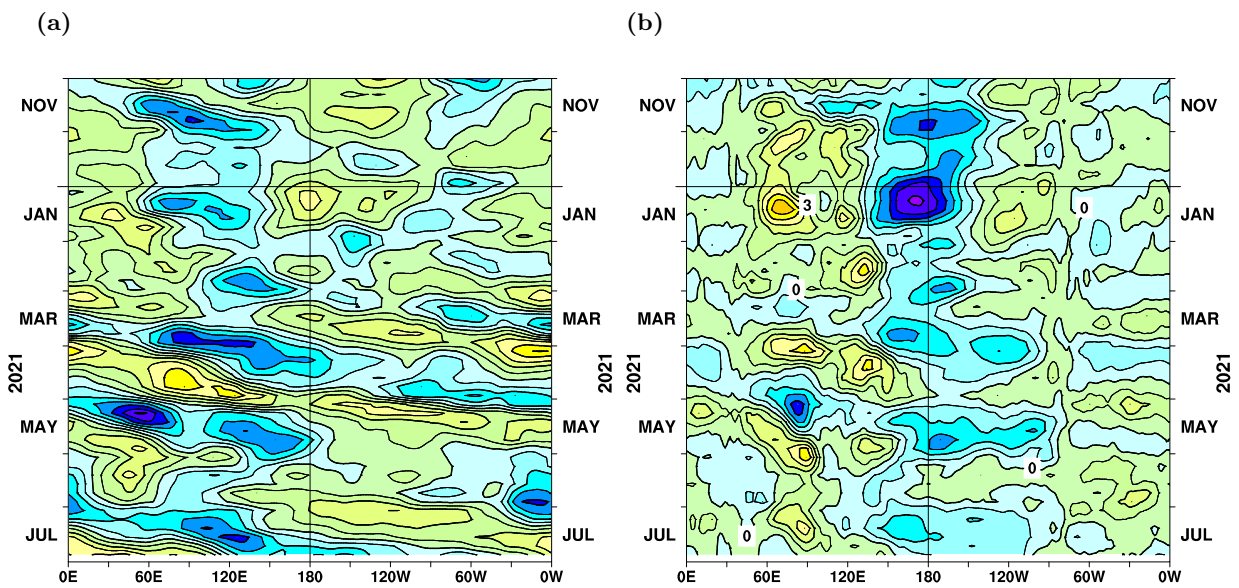 (a) (b)
NOV NOV NOV NOV
JAN JAN JAN 3 0 JAN
MAR MAR MAR 0 MAR
2021 2021 2021 2021
MAY MAY MAY MAY
0
JUL JUL JUL 0 JUL
0E 60E 120E 180 120W 60W 0W 0E 60E 120E 180 120W 60W 0W